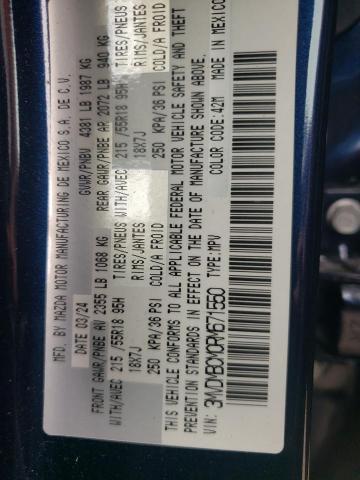 MFD. BY MAZDA MOTOR MANUFACTURING DE MEXICO S.A. DE C.V.
DATE: 03/24 GVWR/PNBV 4381 LB 1987 KG
FRONT GAWR/PNBE AV 2355 LB 1068 KG REAR GAWR/PNBE AR 2072 LB 940 KG
WITH/AVEC 215 /55R18 95H TIRES/PNEUS WITH/AVEC 215 /55R18 95H TIRES/PNEUS
18X7J RIMS/JANTES 18X7J RIMS/JANTES
250 KPA/36 PSI COLD/A FROID 250 KPA/36 PSI COLD/A FROID
THIS VEHICLE CONFORMS TO ALL APPLICABLE FEDERAL MOTOR VEHICLE SAFETY AND THEFT
PREVENTION STANDARDS IN EFFECT ON THE DATE OF MANUFACTURE SHOWN ABOVE.
COLOR CODE:42M MADE IN MEXICO
VIN: TYPE:MPV